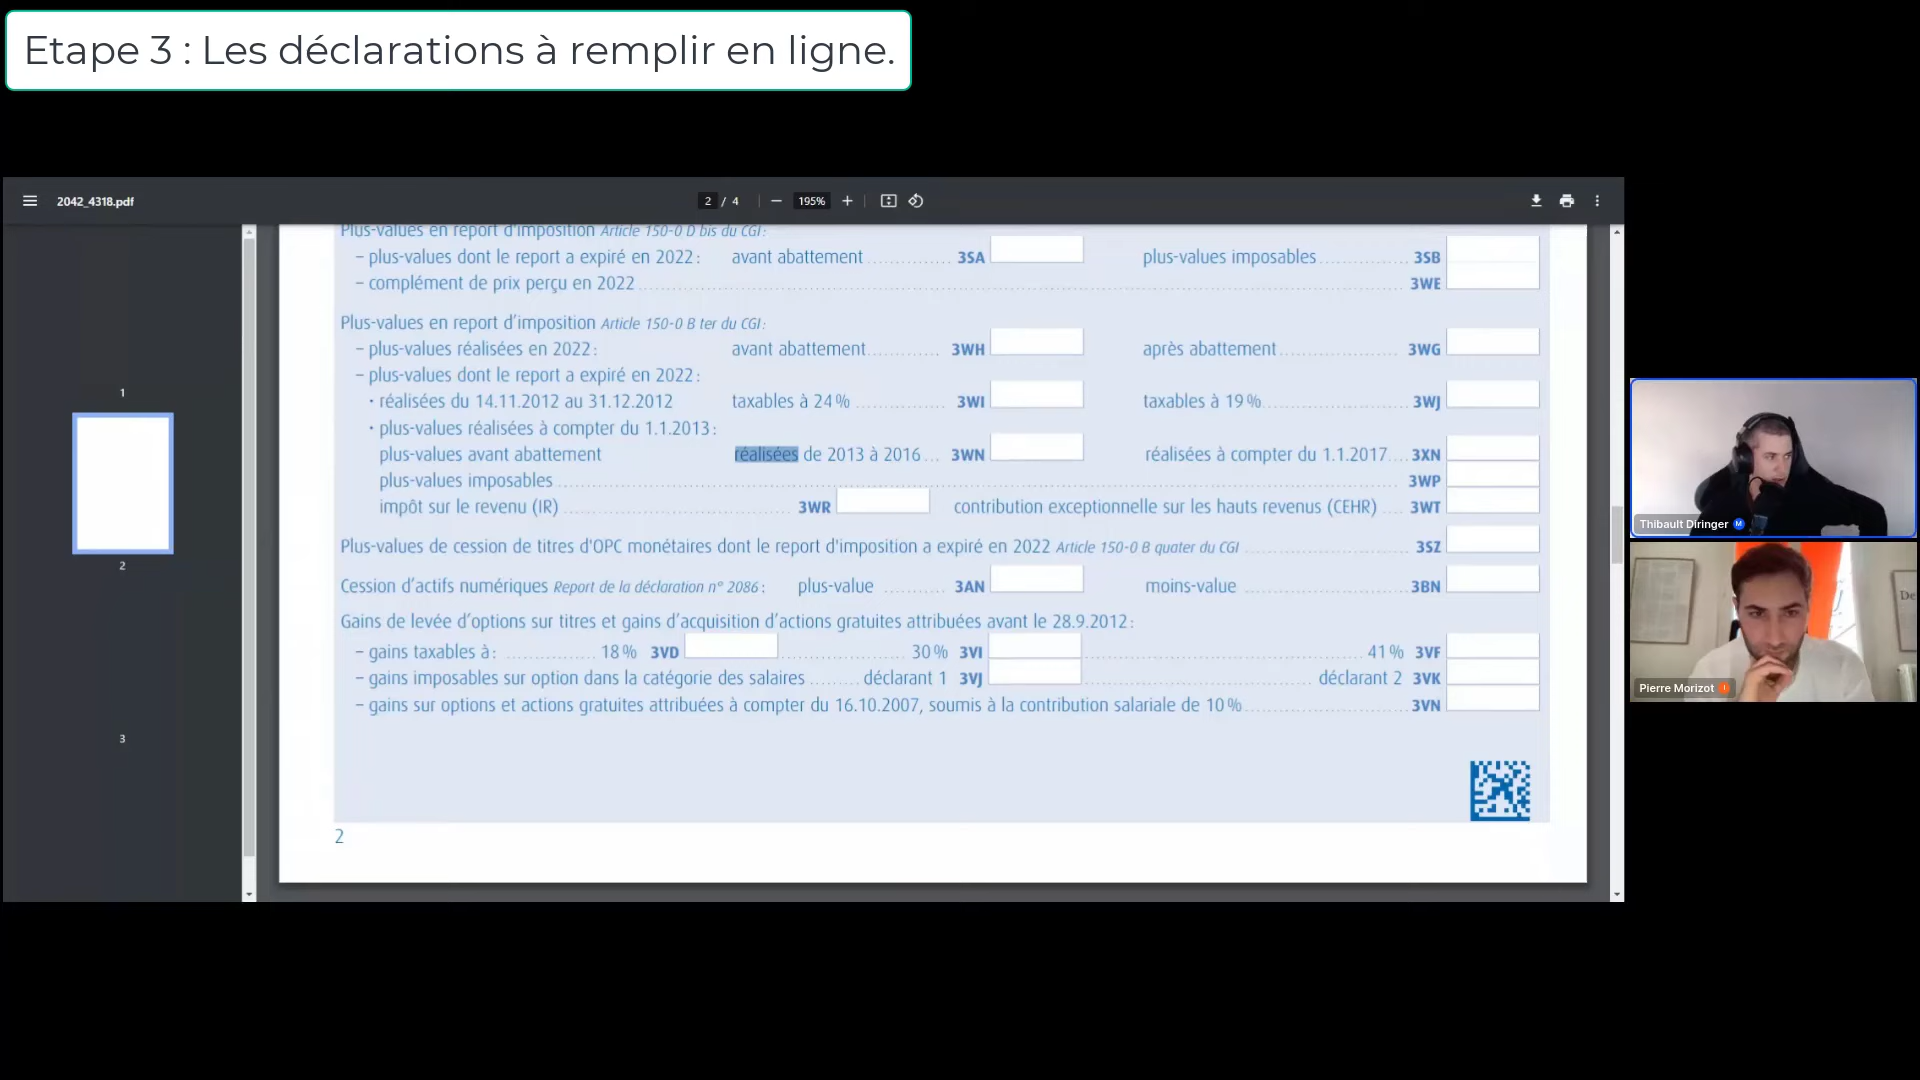 Etape 3 : Les déclarations à remplir en ligne.
2042_4318.pdf
2 / 4
195%
1
2
3
Plus-values en report d'imposition Article 150-0 D bis du CGI :
– plus-values dont le report a expiré en 2022 : avant abattement 3SA plus-values imposables 3SB
– complément de prix perçu en 2022 3WE
Plus-values en report d'imposition Article 150-0 B ter du CGI :
– plus-values réalisées en 2022 : avant abattement 3WH après abattement 3WG
– plus-values dont le report a expiré en 2022 :
· réalisées du 14.11.2012 au 31.12.2012 taxables à 24 % 3WI taxables à 19 % 3WJ
· plus-values réalisées à compter du 1.1.2013 :
plus-values avant abattement réalisées de 2013 à 2016 3WN réalisées à compter du 1.1.2017 3XN
plus-values imposables 3WP
impôt sur le revenu (IR) 3WR contribution exceptionnelle sur les hauts revenus (CEHR) 3WT
Plus-values de cession de titres d'OPC monétaires dont le report d'imposition a expiré en 2022 Article 150-0 B quater du CGI 3SZ
Cession d'actifs numériques Report de la déclaration n° 2086 : plus-value 3AN moins-value 3BN
Gains de levée d'options sur titres et gains d'acquisition d'actions gratuites attribuées avant le 28.9.2012 :
– gains taxables à : 18 % 3VD 30 % 3VI 41 % 3VF
– gains imposables sur option dans la catégorie des salaires déclarant 1 3VJ déclarant 2 3VK
– gains sur options et actions gratuites attribuées à compter du 16.10.2007, soumis à la contribution salariale de 10 % 3VN
2
Thibault Diringer
Pierre Morizot
De